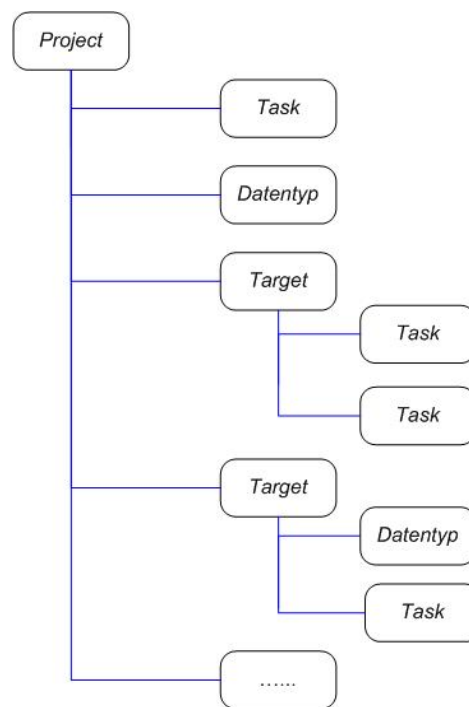 Project
Task
Datentyp
Target
Task
Task
Target
Datentyp
Task
......